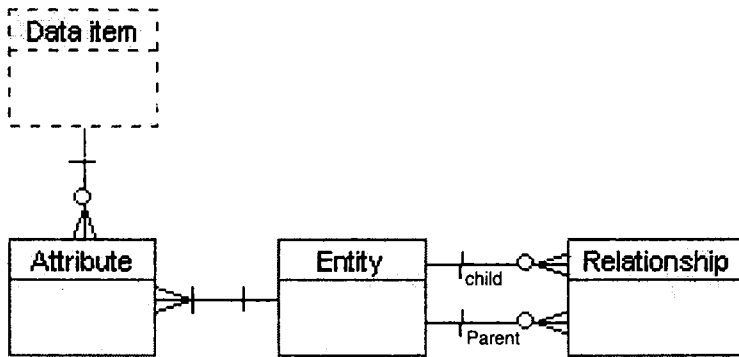 Data item
Attribute
Entity
Relationship
child
Parent